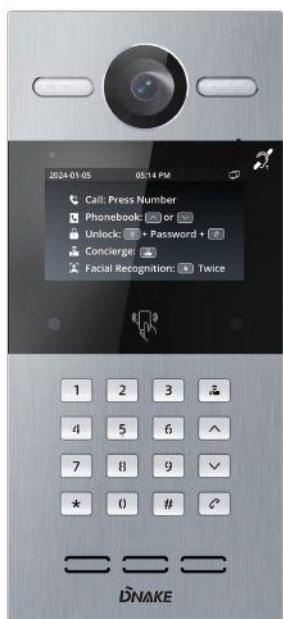 2024-01-05 05:14 PM
Call: Press Number
Phonebook: ^ or v
Unlock: # + Password + #
Concierge:
Facial Recognition: * Twice
1 2 3
4 5 6
7 8 9
* 0 #
DNAKE